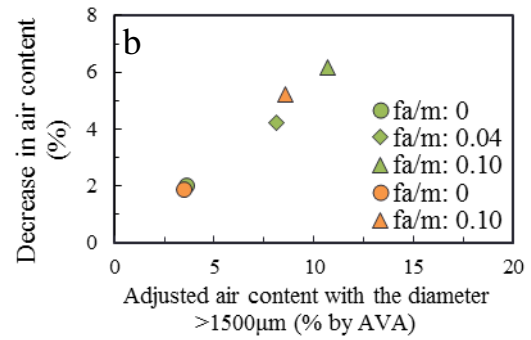 b
Decrease in air content
(%)
8
6
4
2
0
fa/m: 0
fa/m: 0.04
fa/m: 0.10
fa/m: 0
fa/m: 0.10
0 5 10 15 20
Adjusted air content with the diameter
>1500μm (% by AVA)